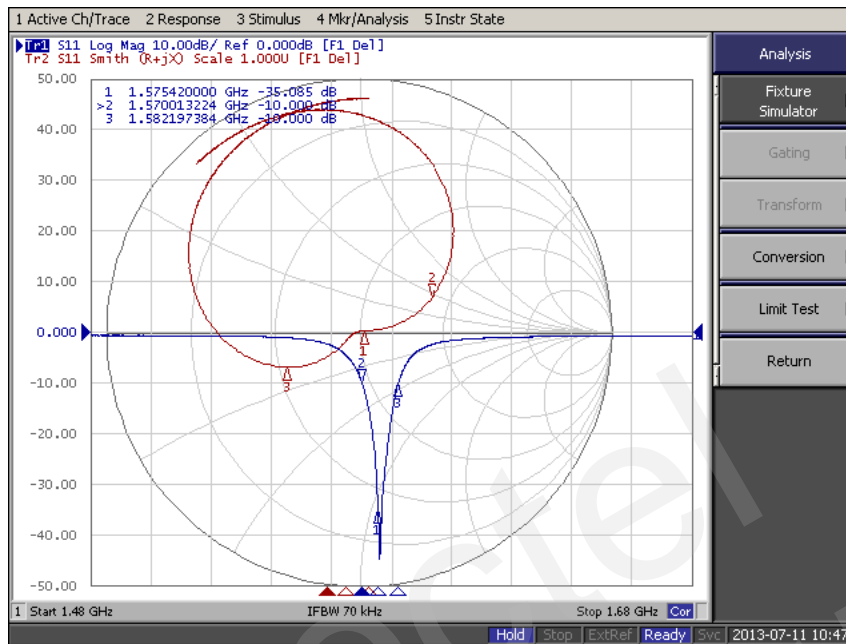 1 Active Ch/Trace 2 Response 3 Stimulus 4 Mkr/Analysis 5 Instr State
Tr1 S11 Log Mag 10.00dB/ Ref 0.000dB [F1 Del]
Tr2 S11 Smith (R+jX) Scale 1.000U [F1 Del]
50.00
1 1.575420000 GHz -35.085 dB
>2 1.570013224 GHz -10.000 dB
3 1.582197384 GHz -10.000 dB
40.00
30.00
20.00
10.00
2
0.000
1
2
3
-10.00
3
-20.00
-30.00
1
-40.00
-50.00
1 Start 1.48 GHz IFBW 70 kHz Stop 1.68 GHz Cor
Analysis
Fixture
Simulator
Gating
Transform
Conversion
Limit Test
Return
Hold Stop ExtRef Ready Svc 2013-07-11 10:47